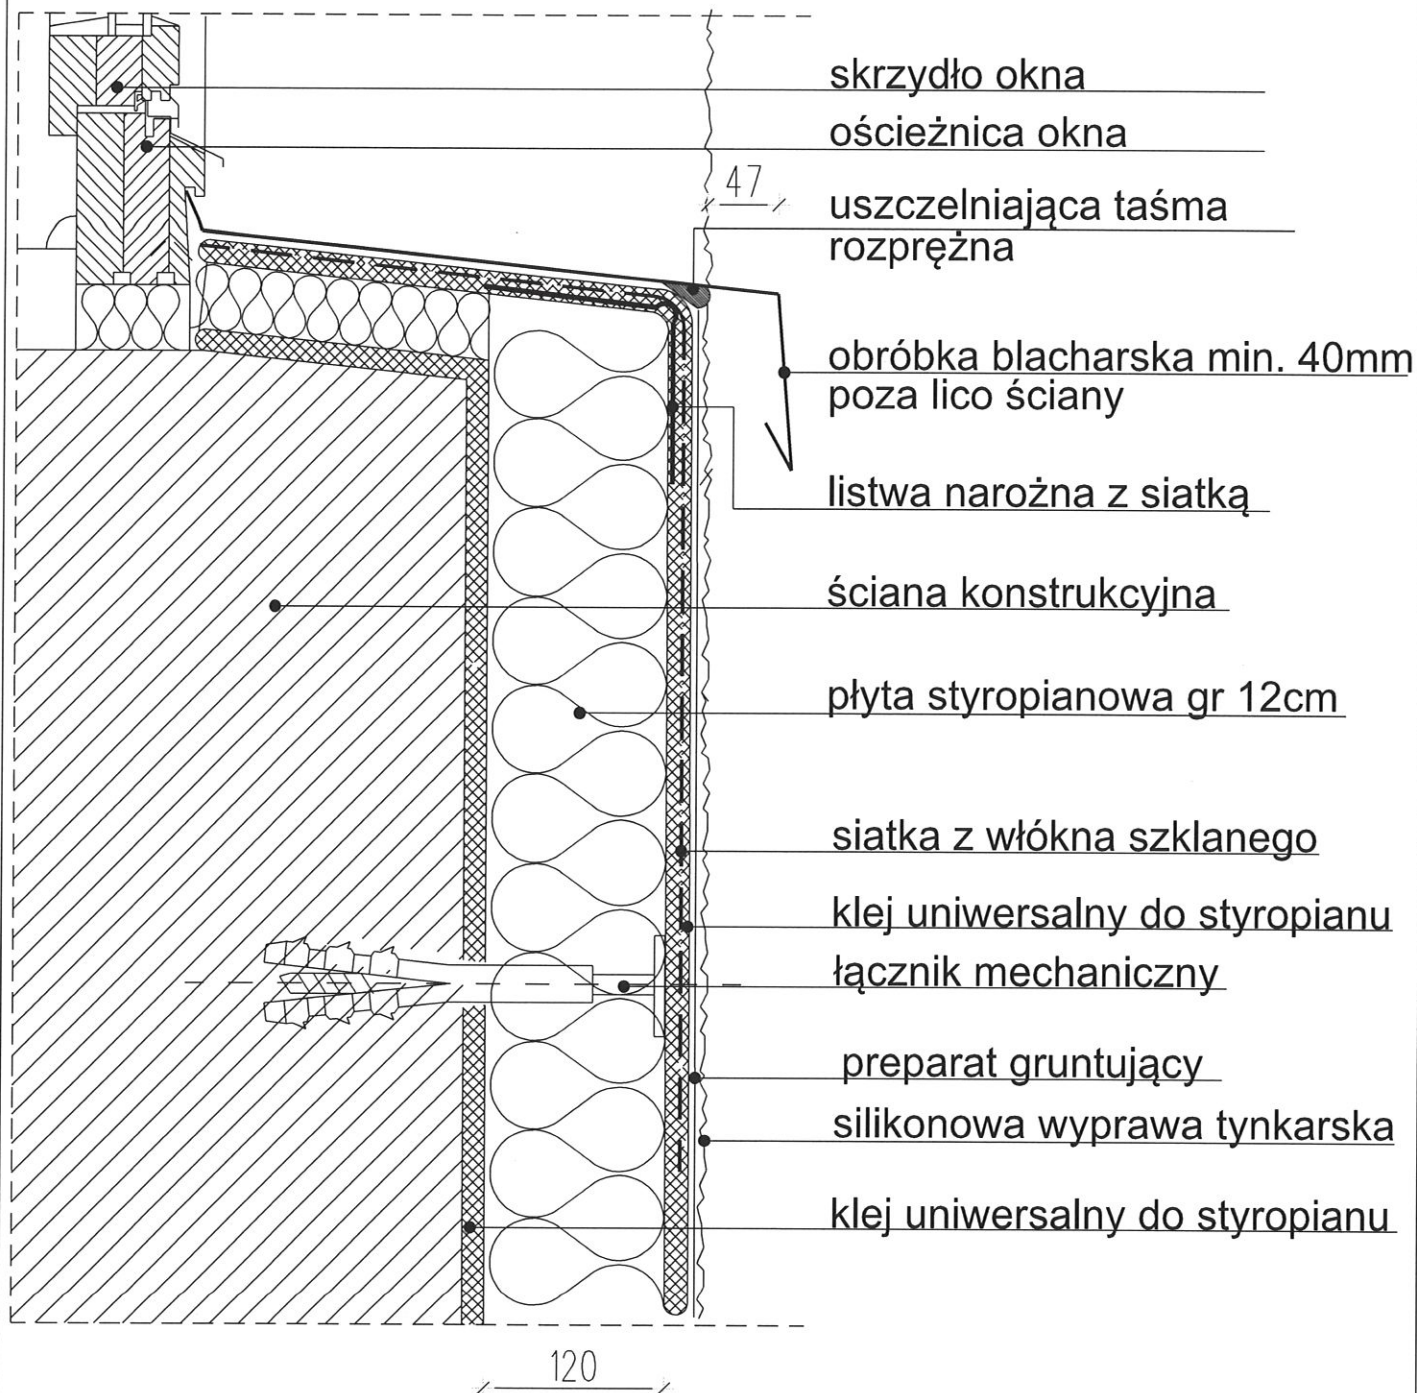 skrzydło okna
ościeżnica okna
47
uszczelniająca taśma
rozprężna
obróbka blacharska min. 40mm
poza lico ściany
listwa narożna z siatką
ściana konstrukcyjna
płyta styropianowa gr 12cm
siatka z włókna szklanego
klej uniwersalny do styropianu
łącznik mechaniczny
preparat gruntujący
silikonowa wyprawa tynkarska
klej uniwersalny do styropianu
120